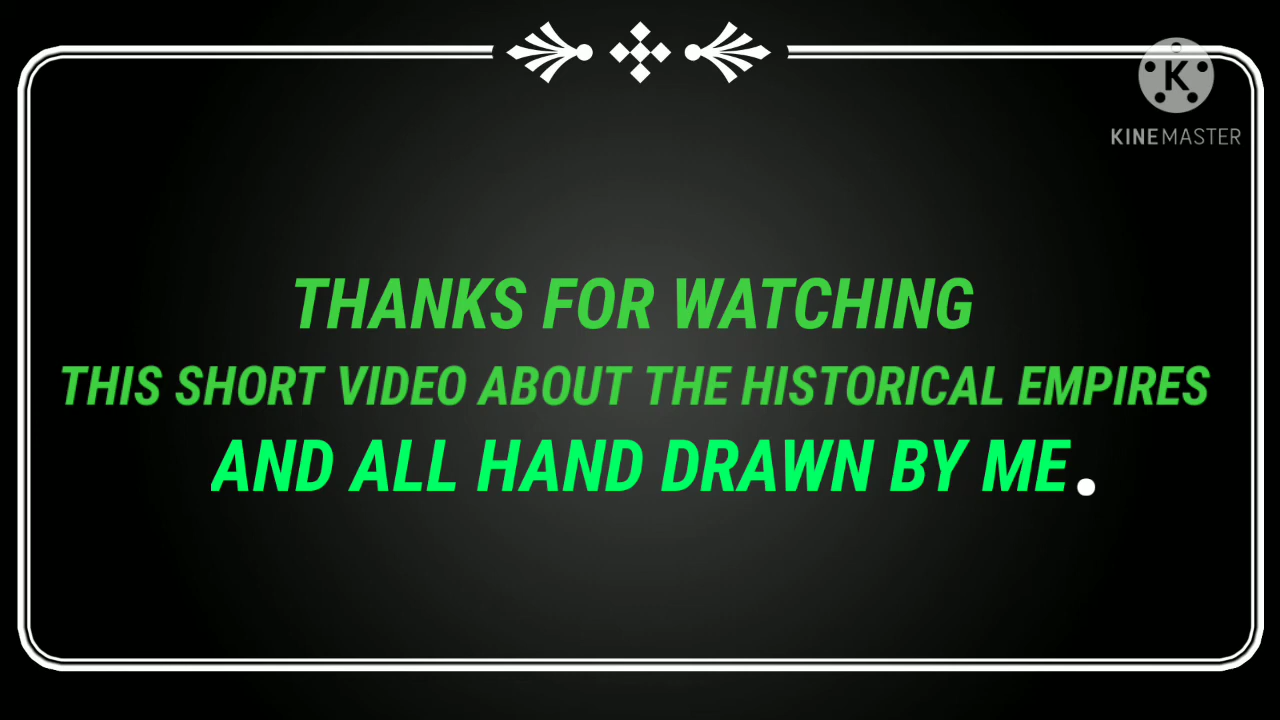 K
KINEMASTER
THANKS FOR WATCHING
THIS SHORT VIDEO ABOUT THE HISTORICAL EMPIRES
AND ALL HAND DRAWN BY ME.